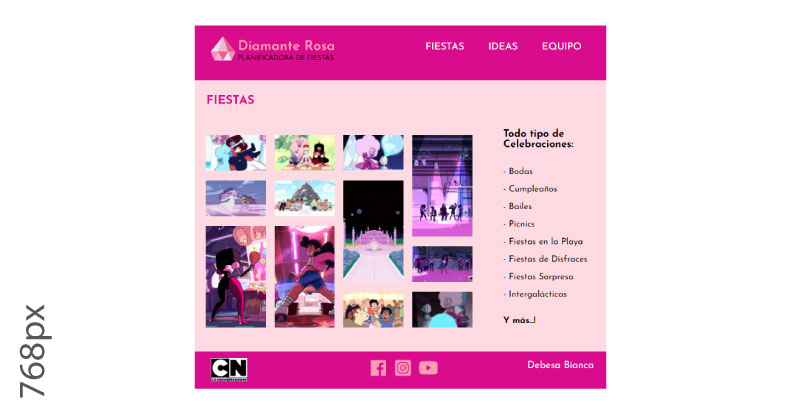 Diamante Rosa
PLANIFICADORA DE FIESTAS
FIESTAS IDEAS EQUIPO
FIESTAS
Todo tipo de
Celebraciones:
- Bodas
- Cumpleaños
- Bailes
- Picnics
- Fiestas en la Playa
- Fiestas de Disfraces
- Fiestas Sorpresa
- Intergalácticas
Y más...!
CN
Debesa Bianca
768px